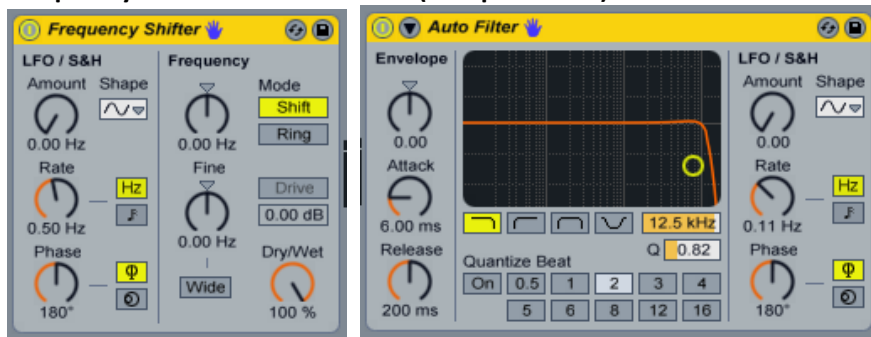 Frequency Shifter
LFO / S&H
Amount Shape
0.00 Hz
Rate
Hz
0.50 Hz
Phase
Φ
180°
Frequency
Mode
Shift
Ring
0.00 Hz
Fine
Drive
0.00 dB
0.00 Hz
Dry/Wet
Wide
100 %
Auto Filter
Envelope
0.00
Attack
6.00 ms
Release
200 ms
12.5 kHz
Q 0.82
Quantize Beat
On 0.5 1 2 3 4
5 6 8 12 16
LFO / S&H
Amount Shape
0.00
Rate
Hz
0.11 Hz
Phase
Φ
180°